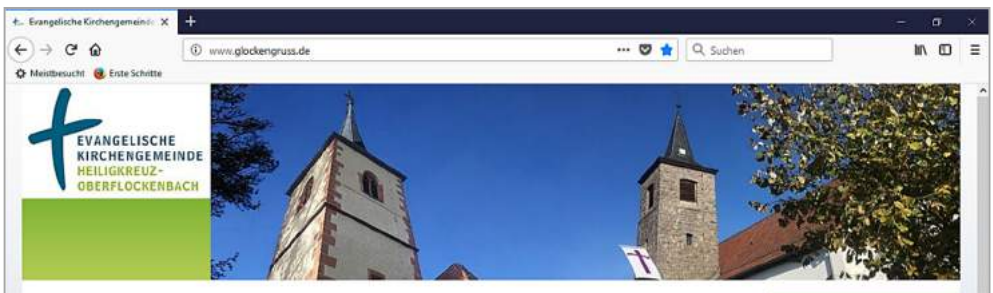 Evangelische Kirchengemeinde
www.glockengruss.de
Suchen
Meistbesucht Erste Schritte
EVANGELISCHE
KIRCHENGEMEINDE
HEILIGKREUZ-
OBERFLOCKENBACH